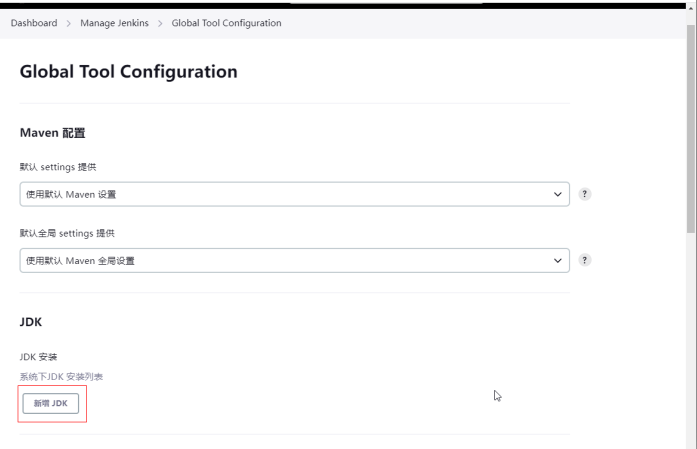 Dashboard > Manage Jenkins > Global Tool Configuration
Global Tool Configuration
Maven 配置
默认 settings 提供
使用默认 Maven 设置
?
默认全局 settings 提供
使用默认 Maven 全局设置
?
JDK
JDK 安装
系统下JDK 安装列表
新增 JDK